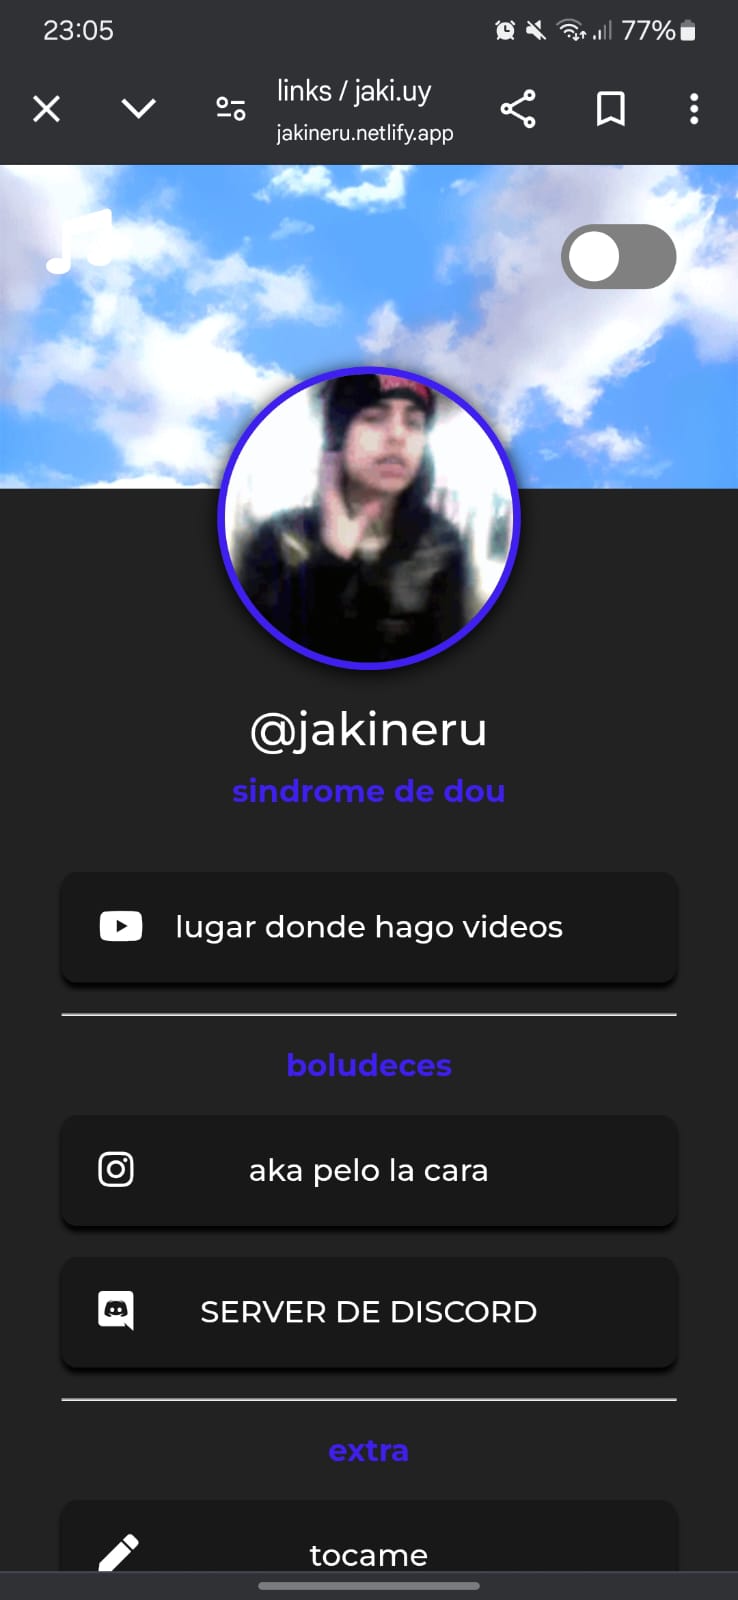 23:05
77%
links / jaki.uy
jakineru.netlify.app
@jakineru
sindrome de dou
lugar donde hago videos
boludeces
aka pelo la cara
SERVER DE DISCORD
extra
tocame